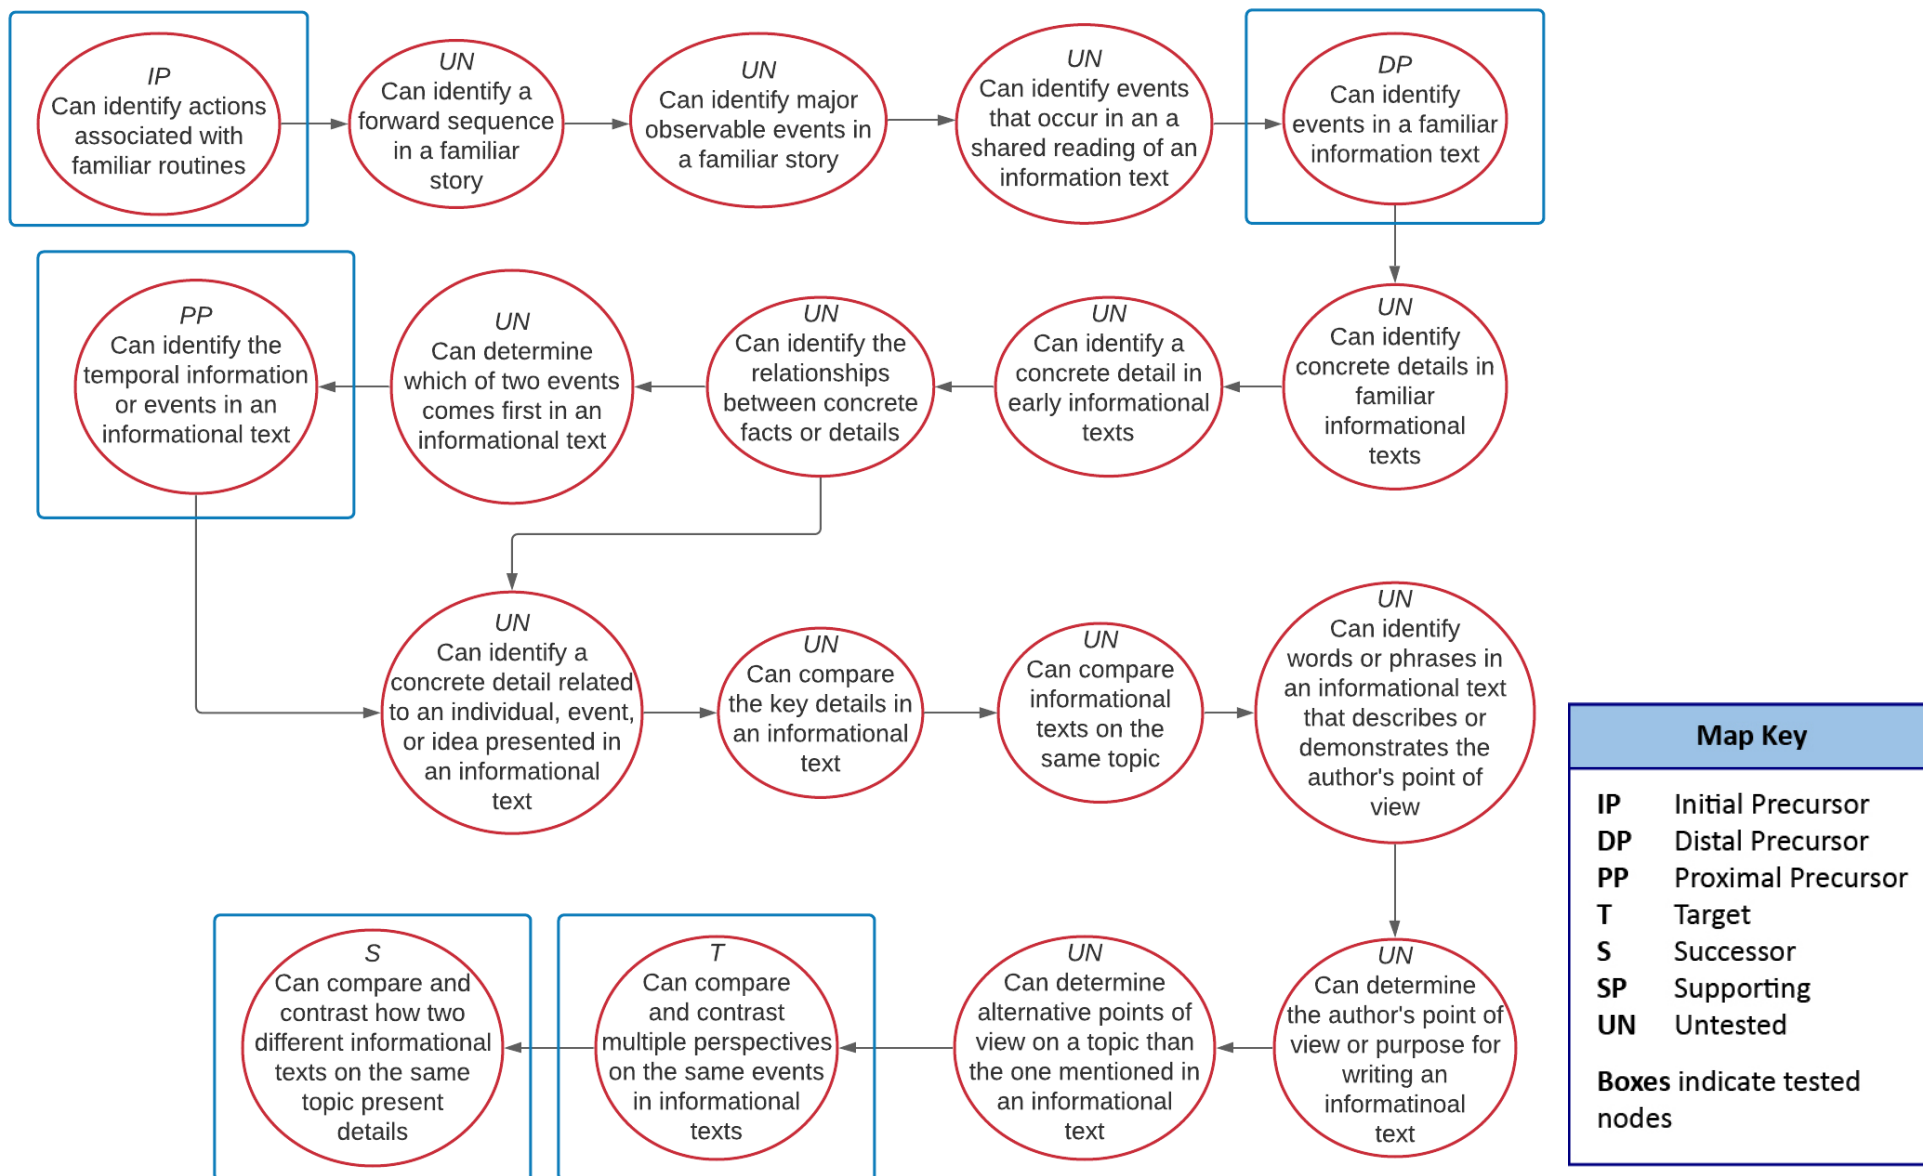 IP
Can identify actions
associated with
familiar routines
UN
Can identify a
forward sequence
in a familiar
story
UN
Can identify major
observable events in
a familiar story
UN
Can identify events
that occur in an a
shared reading of an
information text
DP
Can identify
events in a familiar
information text
PP
Can identify the
temporal information
or events in an
informational text
UN
Can determine
which of two events
comes first in an
informational text
UN
Can identify the
relationships
between concrete
facts or details
UN
Can identify a
concrete detail in
early informational
texts
UN
Can identify
concrete details in
familiar
informational
texts
UN
Can identify a
concrete detail related
to an individual, event,
or idea presented in
an informational
text
UN
Can compare
the key details in
an informational
text
UN
Can compare
informational
texts on the
same topic
UN
Can identify
words or phrases in
an informational text
that describes or
demonstrates the
author's point of
view
S
Can compare and
contrast how two
different informational
texts on the same
topic present
details
T
Can compare
and contrast
multiple perspectives
on the same events
in informational
texts
UN
Can determine
alternative points of
view on a topic than
the one mentioned in
an informational
text
UN
Can determine
the author's point of
view or purpose for
writing an
informatinoal
text
Map Key
IP Initial Precursor
DP Distal Precursor
PP Proximal Precursor
T Target
S Successor
SP Supporting
UN Untested
Boxes indicate tested
nodes